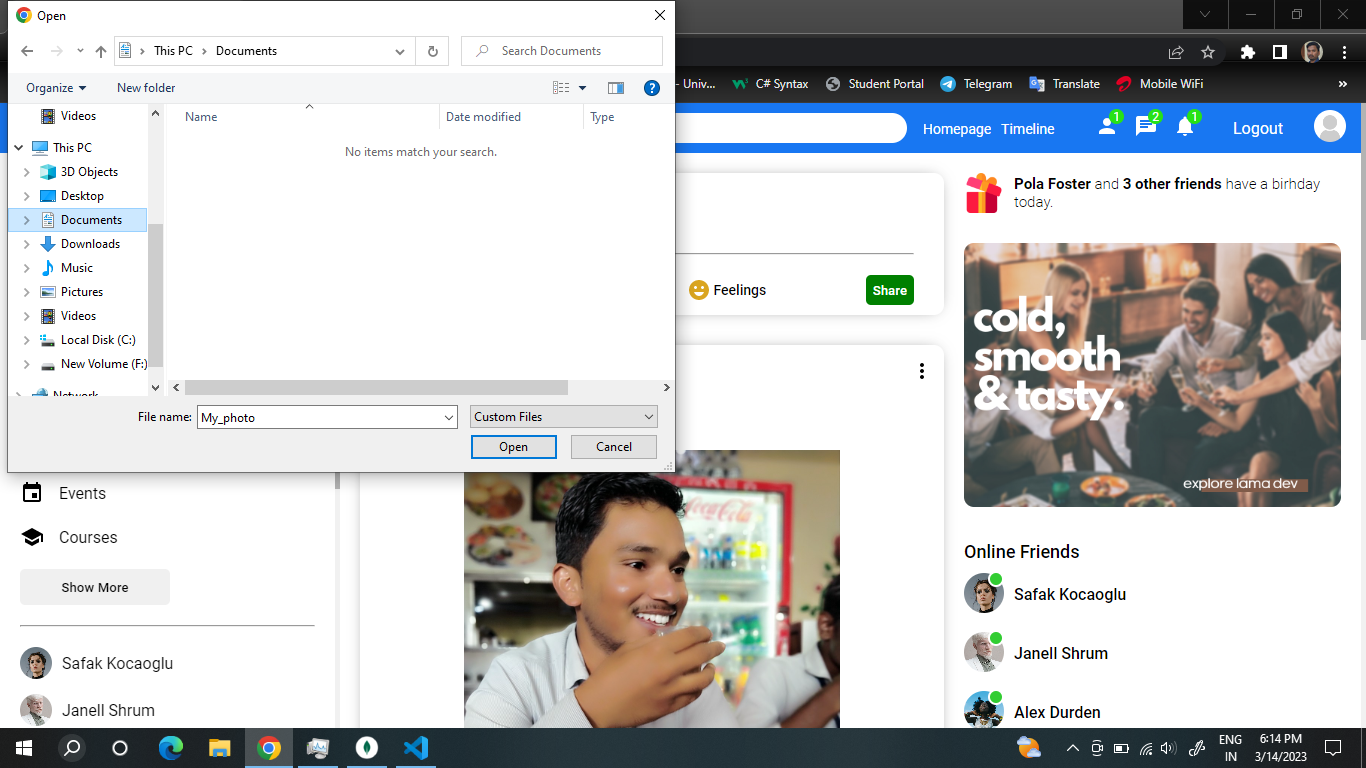 Open
This PC > Documents
Search Documents
Organize
New folder
Videos
This PC
3D Objects
Desktop
Documents
Downloads
Music
Pictures
Videos
Local Disk (C:)
New Volume (F:)
Network
Name
Date modified
Type
No items match your search.
File name:
My_photo
Custom Files
Open
Cancel
- Univ...
C# Syntax
Student Portal
Telegram
Translate
Mobile WiFi
»
Homepage
Timeline
1
2
1
Logout
Feelings
Share
Pola Foster and 3 other friends have a birhday
today.
cold,
smooth
& tasty.
explore lama dev
Coca-Cola
Events
Courses
Show More
Safak Kocaoglu
Janell Shrum
Online Friends
Safak Kocaoglu
Janell Shrum
Alex Durden
ENG
IN
6:14 PM
3/14/2023